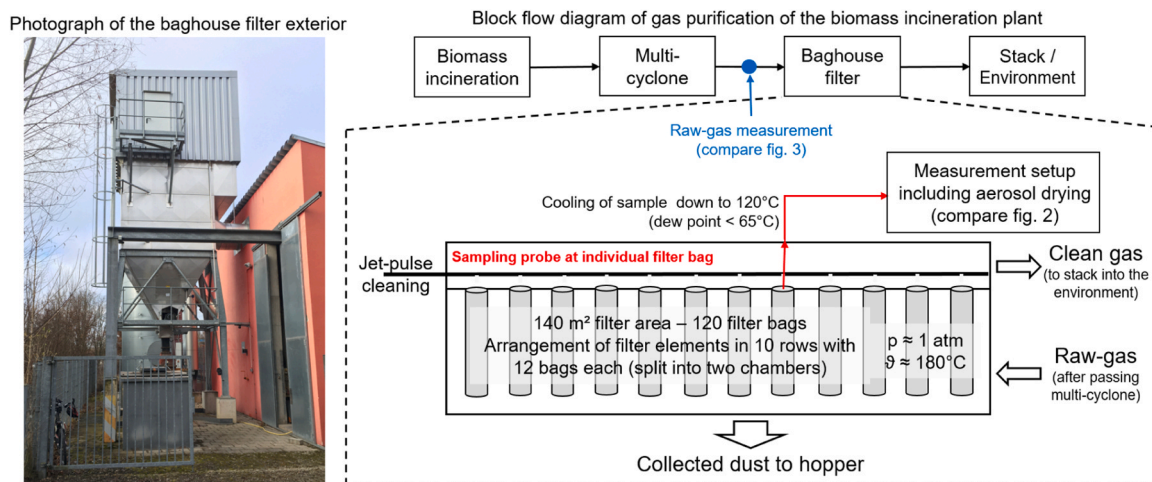 Photograph of the baghouse filter exterior
Block flow diagram of gas purification of the biomass incineration plant
Biomass
incineration
Multi-
cyclone
Baghouse
filter
Stack /
Environment
Raw-gas measurement
(compare fig. 3)
Cooling of sample down to 120°C
(dew point < 65°C)
Measurement setup
including aerosol drying
(compare fig. 2)
Jet-pulse
cleaning
Sampling probe at individual filter bag
Clean gas
(to stack into the
environment)
140 m² filter area – 120 filter bags
Arrangement of filter elements in 10 rows with
12 bags each (split into two chambers)
p ≈ 1 atm
ϑ ≈ 180°C
Raw-gas
(after passing
multi-cyclone)
Collected dust to hopper